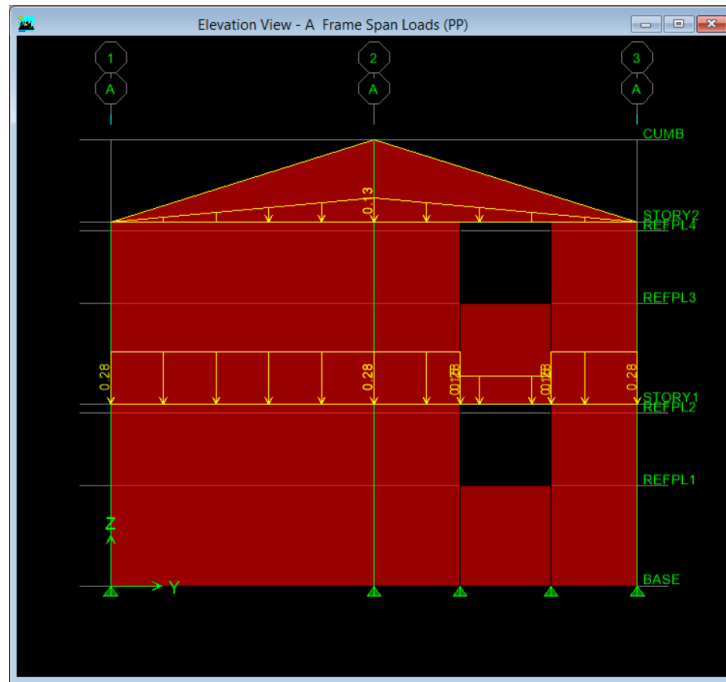 Elevation View - A Frame Span Loads (PP)
1 2 3
A A A
CUMB
0.13
STORY2
REFPL4
REFPL3
0.28 0.28 0.28
STORY1
REFPL2
REFPL1
Z
Y
BASE